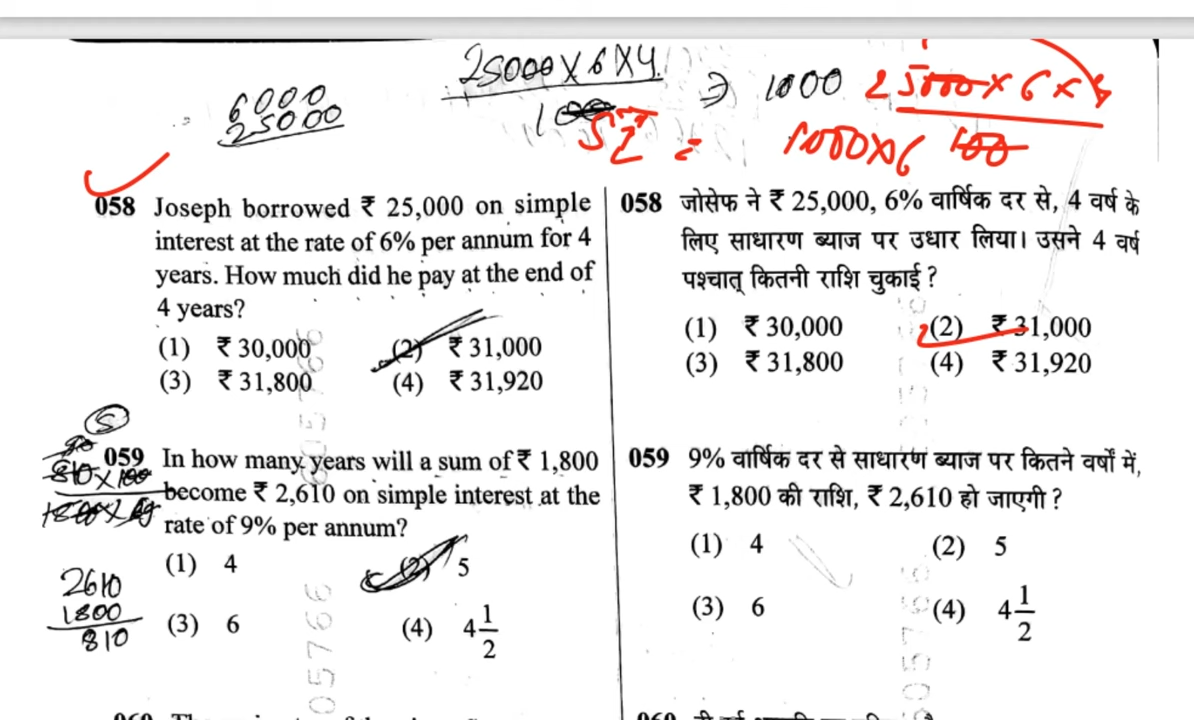 25000 X 6 X 4
100
1000
25000 × 6 × 4
100
SI = 1000×6
6000
25000
058 Joseph borrowed ₹ 25,000 on simple
interest at the rate of 6% per annum for 4
years. How much did he pay at the end of
4 years?
(1) ₹ 30,000 (2) ₹ 31,000
(3) ₹ 31,800 (4) ₹ 31,920
058 जोसेफ ने ₹ 25,000, 6% वार्षिक दर से, 4 वर्ष के
लिए साधारण ब्याज पर उधार लिया। उसने 4 वर्ष
पश्चात् कितनी राशि चुकाई ?
(1) ₹ 30,000 (2) ₹ 31,000
(3) ₹ 31,800 (4) ₹ 31,920
5
810 × 100
059 In how many years will a sum of ₹ 1,800
become ₹ 2,610 on simple interest at the
rate of 9% per annum?
(1) 4 (2) 5
(3) 6 (4) 4 1/2
2610
1800
810
059 9% वार्षिक दर से साधारण ब्याज पर कितने वर्षों में,
₹ 1,800 की राशि, ₹ 2,610 हो जाएगी ?
(1) 4 (2) 5
(3) 6 (4) 4 1/2
05766